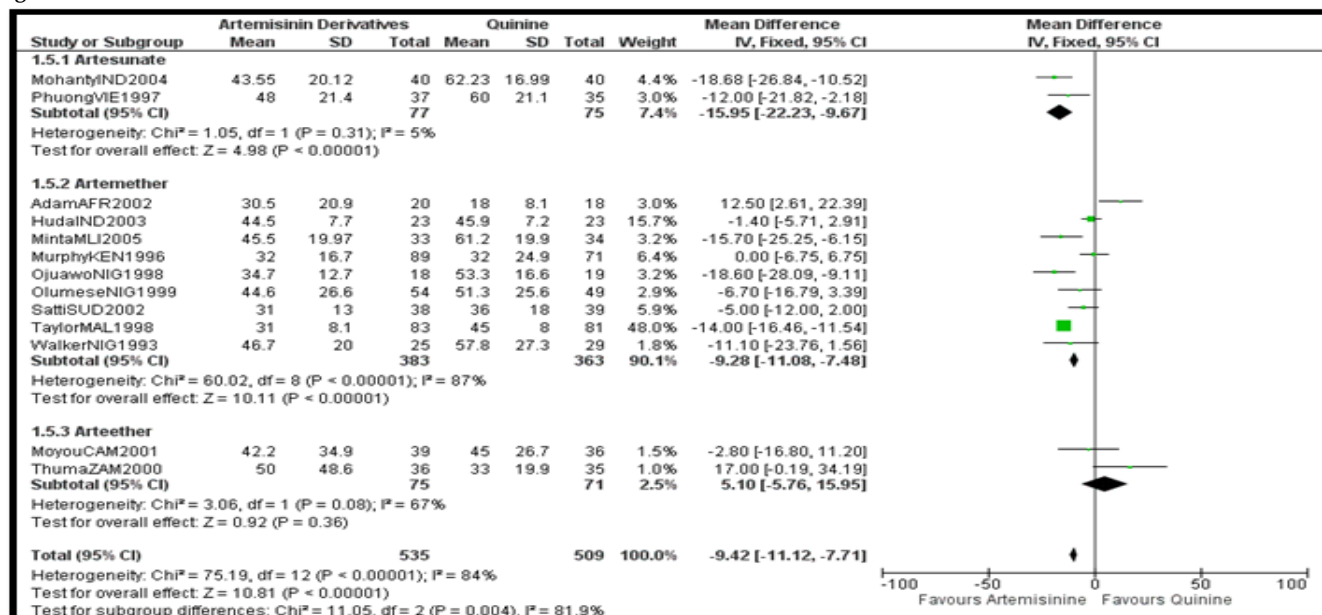 Artemisinin Derivatives Quinine Mean Difference Mean Difference
Study or Subgroup Mean SD Total Mean SD Total Weight IV, Fixed, 95% CI IV, Fixed, 95% CI
1.5.1 Artesunate
MohantyIND2004 43.55 20.12 40 62.23 16.99 40 4.4% -18.68 [-26.84, -10.52]
PhuongVIE1997 48 21.4 37 60 21.1 35 3.0% -12.00 [-21.82, -2.18]
Subtotal (95% CI) 77 75 7.4% -15.95 [-22.23, -9.67]
Heterogeneity: Chi² = 1.05, df = 1 (P = 0.31); I² = 5%
Test for overall effect: Z = 4.98 (P < 0.00001)
1.5.2 Artemether
AdamAFR2002 30.5 20.9 20 18 8.1 18 3.0% 12.50 [2.61, 22.39]
HudaIND2003 44.5 7.7 23 45.9 7.2 23 15.7% -1.40 [-5.71, 2.91]
MintaMLI2005 45.5 19.97 33 61.2 19.9 34 3.2% -15.70 [-25.25, -6.15]
MurphyKEN1996 32 16.7 89 32 24.9 71 6.4% 0.00 [-6.75, 6.75]
OjuawoNIG1998 34.7 12.7 18 53.3 16.6 19 3.2% -18.60 [-28.09, -9.11]
OlumeseNIG1999 44.6 26.6 54 51.3 25.6 49 2.9% -6.70 [-16.79, 3.39]
SattiSUD2002 31 13 38 36 18 39 5.9% -5.00 [-12.00, 2.00]
TaylorMAL1998 31 8.1 83 45 8 81 48.0% -14.00 [-16.46, -11.54]
WalkerNIG1993 46.7 20 25 57.8 27.3 29 1.8% -11.10 [-23.76, 1.56]
Subtotal (95% CI) 383 363 90.1% -9.28 [-11.08, -7.48]
Heterogeneity: Chi² = 60.02, df = 8 (P < 0.00001); I² = 87%
Test for overall effect: Z = 10.11 (P < 0.00001)
1.5.3 Arteether
MoyouCAM2001 42.2 34.9 39 45 26.7 36 1.5% -2.80 [-16.80, 11.20]
ThumaZAM2000 50 48.6 36 33 19.9 35 1.0% 17.00 [-0.19, 34.19]
Subtotal (95% CI) 75 71 2.5% 5.10 [-5.76, 15.95]
Heterogeneity: Chi² = 3.06, df = 1 (P = 0.08); I² = 67%
Test for overall effect: Z = 0.92 (P = 0.36)
Total (95% CI) 535 509 100.0% -9.42 [-11.12, -7.71]
Heterogeneity: Chi² = 75.19, df = 12 (P < 0.00001); I² = 84%
Test for overall effect: Z = 10.81 (P < 0.00001)
Test for subgroup differences: Chi² = 11.05, df = 2 (P = 0.004), I² = 81.9%
-100 -50 0 50 100
Favours Artemisinine Favours Quinine